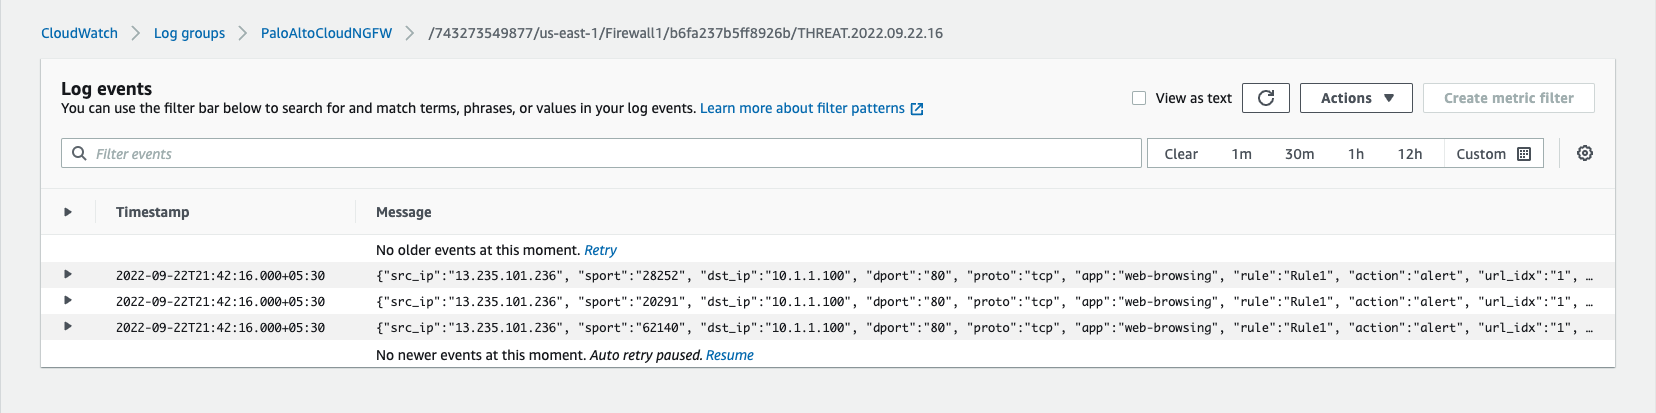 CloudWatch > Log groups > PaloAltoCloudNGFW > /743273549877/us-east-1/Firewall1/b6fa237b5ff8926b/THREAT.2022.09.22.16
Log events
You can use the filter bar below to search for and match terms, phrases, or values in your log events. Learn more about filter patterns
View as text Actions Create metric filter
Filter events Clear 1m 30m 1h 12h Custom
Timestamp Message
No older events at this moment. Retry
2022-09-22T21:42:16.000+05:30 {"src_ip":"13.235.101.236", "sport":"28252", "dst_ip":"10.1.1.100", "dport":"80", "proto":"tcp", "app":"web-browsing", "rule":"Rule1", "action":"alert", "url_idx":"1", …
2022-09-22T21:42:16.000+05:30 {"src_ip":"13.235.101.236", "sport":"20291", "dst_ip":"10.1.1.100", "dport":"80", "proto":"tcp", "app":"web-browsing", "rule":"Rule1", "action":"alert", "url_idx":"1", …
2022-09-22T21:42:16.000+05:30 {"src_ip":"13.235.101.236", "sport":"62140", "dst_ip":"10.1.1.100", "dport":"80", "proto":"tcp", "app":"web-browsing", "rule":"Rule1", "action":"alert", "url_idx":"1", …
No newer events at this moment. Auto retry paused. Resume